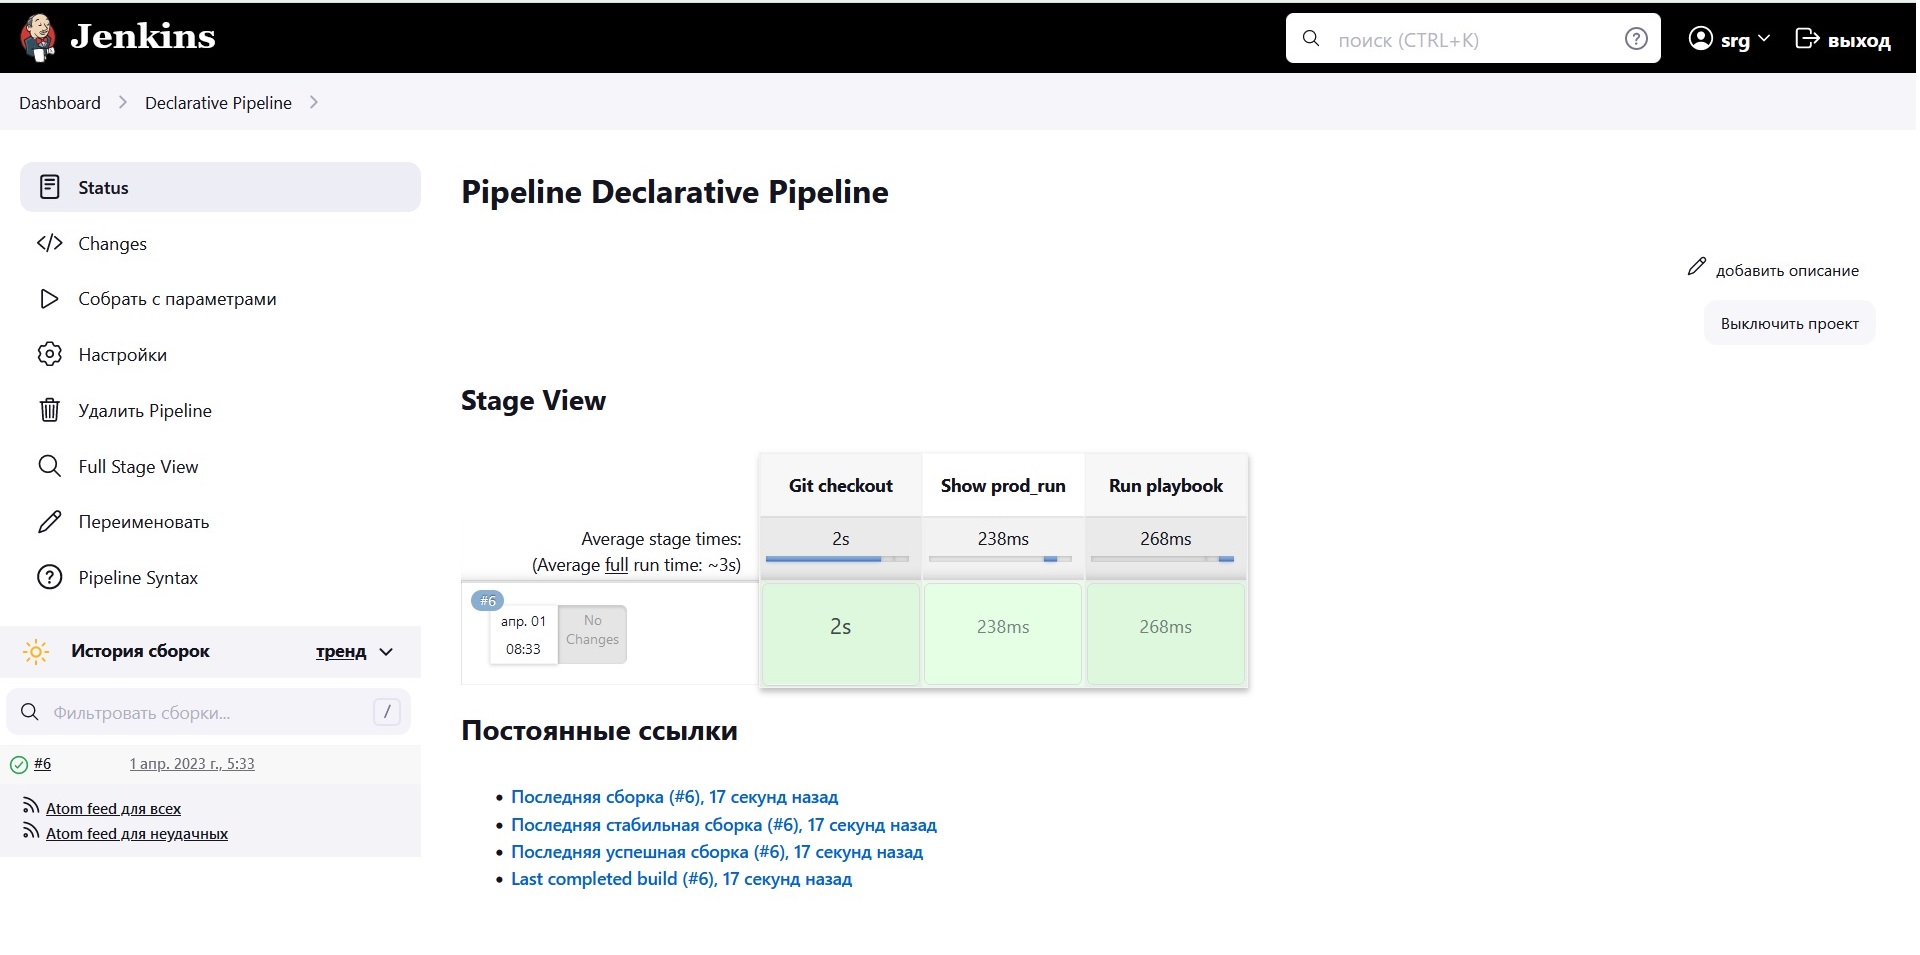 Jenkins
поиск (CTRL+K)
?
srg
выход
Dashboard
Declarative Pipeline
Status
Changes
Собрать с параметрами
Настройки
Удалить Pipeline
Full Stage View
Переименовать
Pipeline Syntax
История сборок
тренд
Фильтровать сборки...
/
#6
1 апр. 2023 г., 5:33
Atom feed для всех
Atom feed для неудачных
Pipeline Declarative Pipeline
добавить описание
Выключить проект
Stage View
Git checkout
Show prod_run
Run playbook
Average stage times:
(Average full run time: ~3s)
2s
238ms
268ms
#6
апр. 01
08:33
No
Changes
2s
238ms
268ms
Постоянные ссылки
Последняя сборка (#6), 17 секунд назад
Последняя стабильная сборка (#6), 17 секунд назад
Последняя успешная сборка (#6), 17 секунд назад
Last completed build (#6), 17 секунд назад